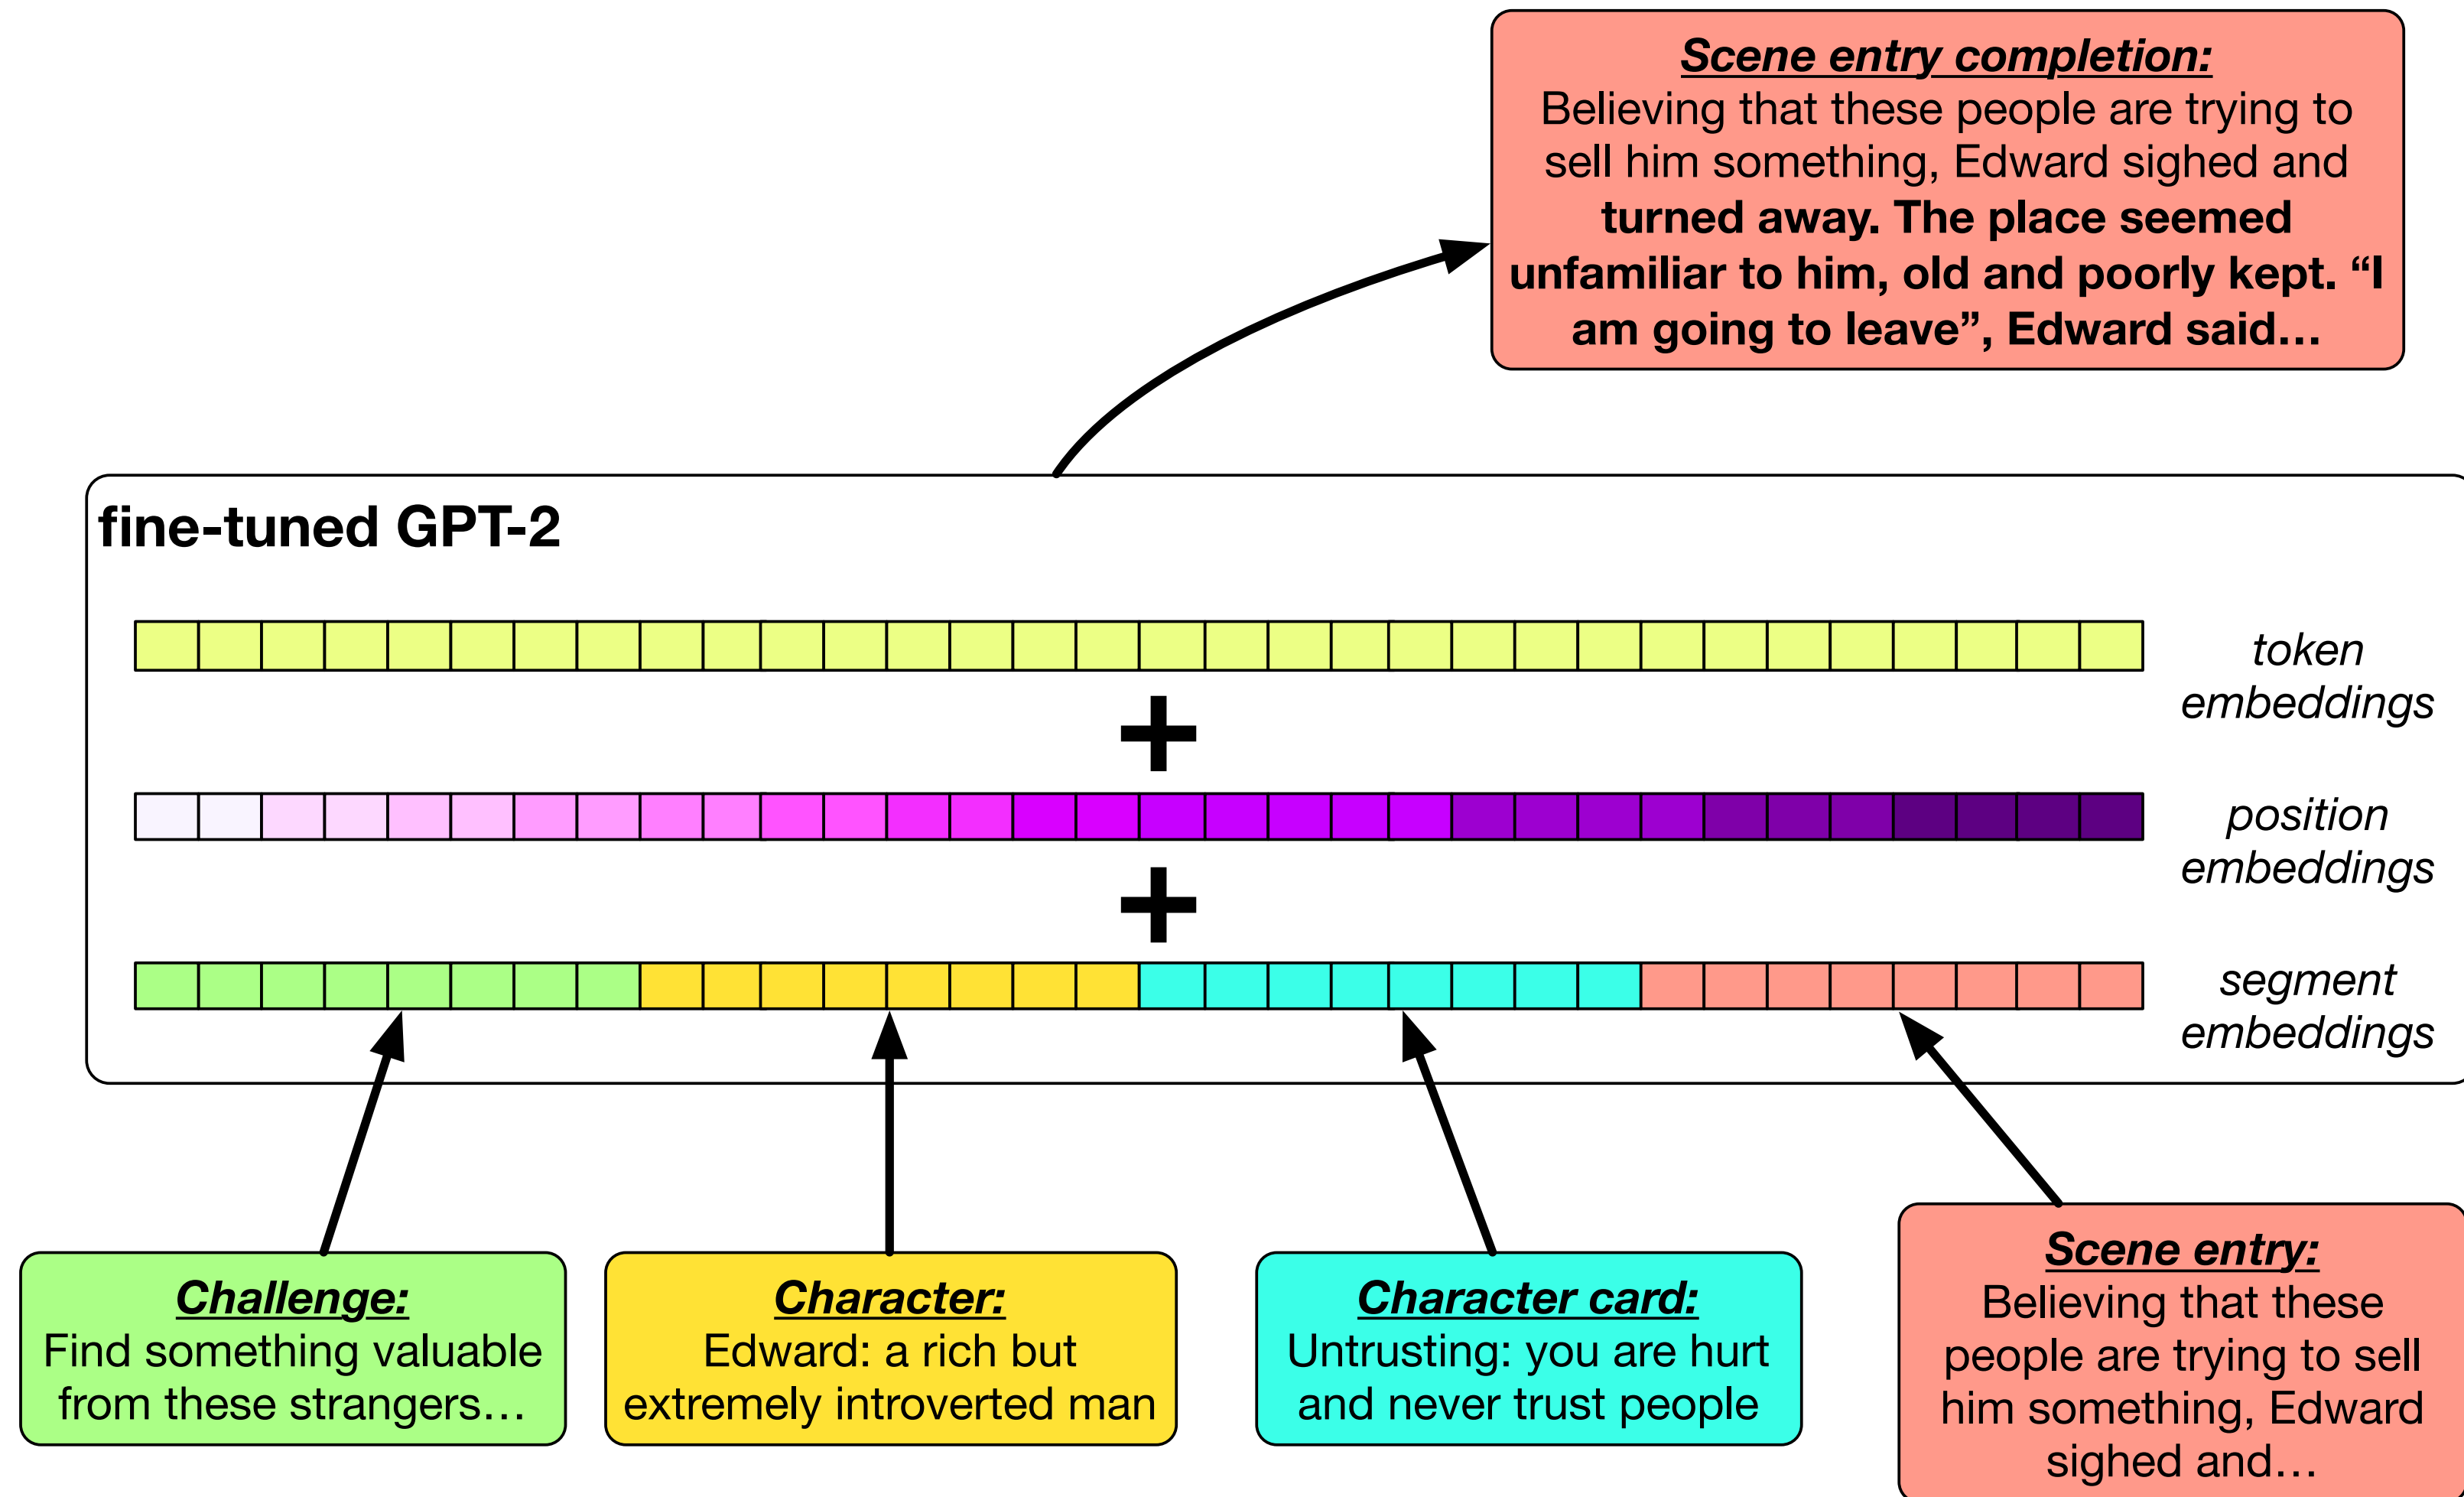 Scene entry completion:
Believing that these people are trying to
sell him something, Edward sighed and
turned away. The place seemed
unfamiliar to him, old and poorly kept. “I
am going to leave”, Edward said…
fine-tuned GPT-2
token
embeddings
+
position
embeddings
+
segment
embeddings
Challenge:
Find something valuable
from these strangers…
Character:
Edward: a rich but
extremely introverted man
Character card:
Untrusting: you are hurt
and never trust people
Scene entry:
Believing that these
people are trying to sell
him something, Edward
sighed and…